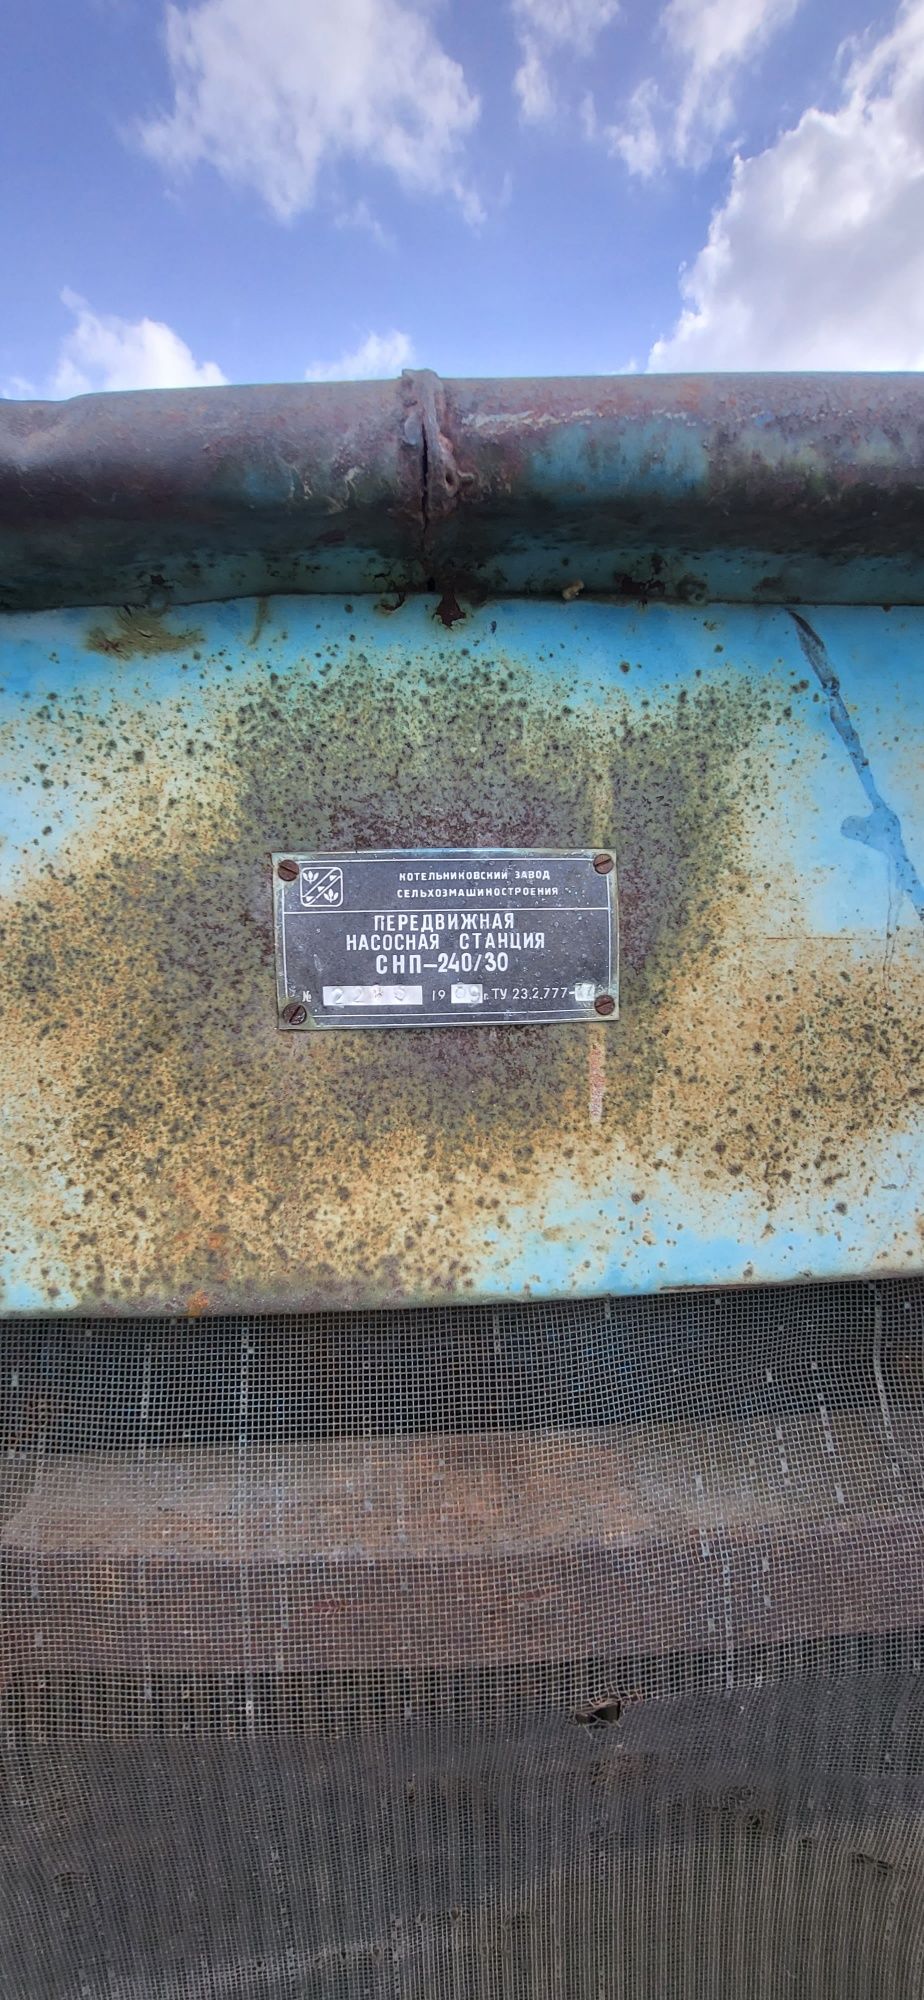 КОТЕЛЬНИКОВСКИЙ ЗАВОД
СЕЛЬХОЗМАШИНОСТРОЕНИЯ
ПЕРЕДВИЖНАЯ
НАСОСНАЯ СТАНЦИЯ
СНП-240/30
№ 19 г. ТУ 23.2.777-